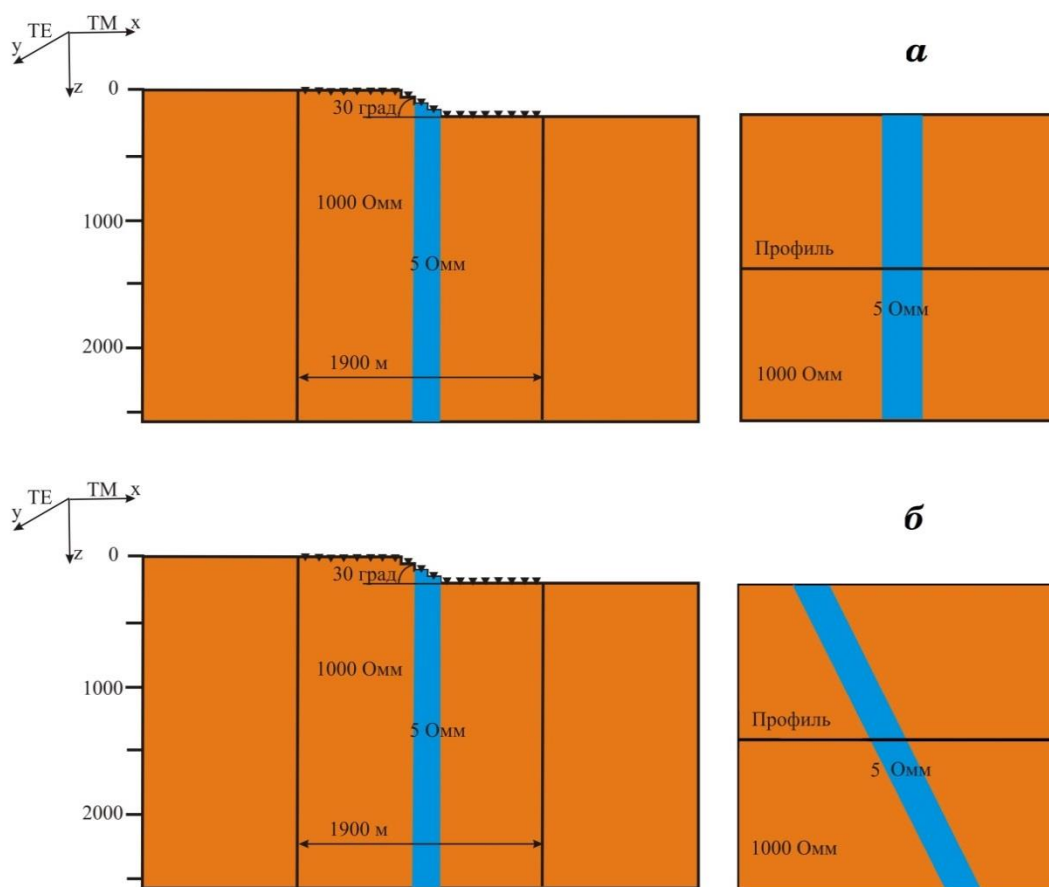 TE TM x
y
z 0
а
30 град
1000 Омм
1000
5 Омм
2000
1900 м
Профиль
5 Омм
1000 Омм
TE TM x
y
z 0
б
30 град
1000 Омм
1000
5 Омм
2000
1900 м
Профиль
5 Омм
1000 Омм